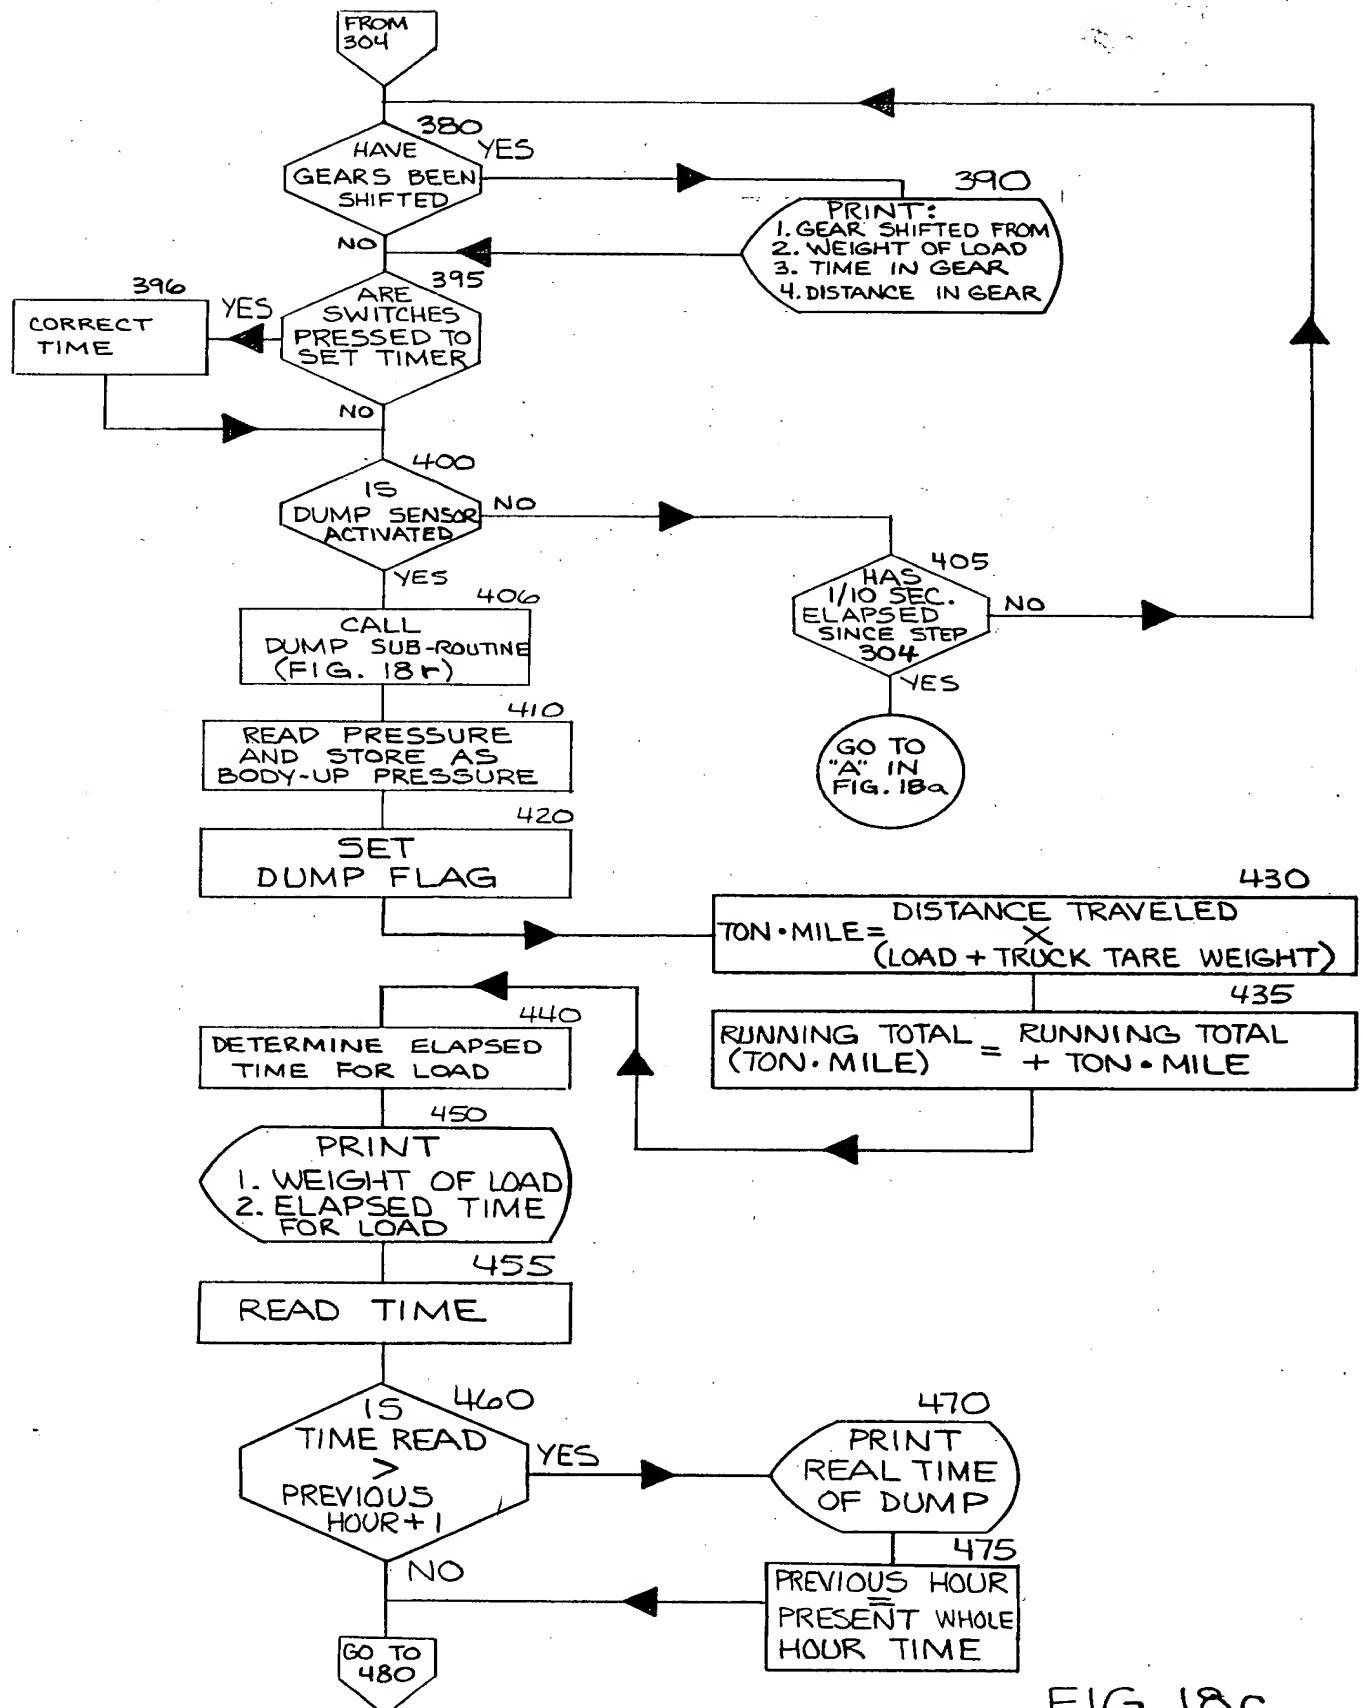 FROM
304
380
HAVE
GEARS BEEN
SHIFTED
YES
NO
390
PRINT:
1. GEAR SHIFTED FROM
2. WEIGHT OF LOAD
3. TIME IN GEAR
4. DISTANCE IN GEAR
395
ARE
SWITCHES
PRESSED TO
SET TIMER
YES
NO
396
CORRECT
TIME
400
IS
DUMP SENSOR
ACTIVATED
NO
YES
405
HAS
1/10 SEC.
ELAPSED
SINCE STEP
304
NO
YES
GO TO
"A" IN
FIG. 18a
406
CALL
DUMP SUB-ROUTINE
(FIG. 18r)
410
READ PRESSURE
AND STORE AS
BODY-UP PRESSURE
420
SET
DUMP FLAG
430
DISTANCE TRAVELED
TON•MILE = X
(LOAD + TRUCK TARE WEIGHT)
435
RUNNING TOTAL = RUNNING TOTAL
(TON•MILE) + TON•MILE
440
DETERMINE ELAPSED
TIME FOR LOAD
450
PRINT
1. WEIGHT OF LOAD
2. ELAPSED TIME
FOR LOAD
455
READ TIME
460
IS
TIME READ
>
PREVIOUS
HOUR + 1
YES
NO
470
PRINT
REAL TIME
OF DUMP
475
PREVIOUS HOUR
=
PRESENT WHOLE
HOUR TIME
GO TO
480
FIG. 18c